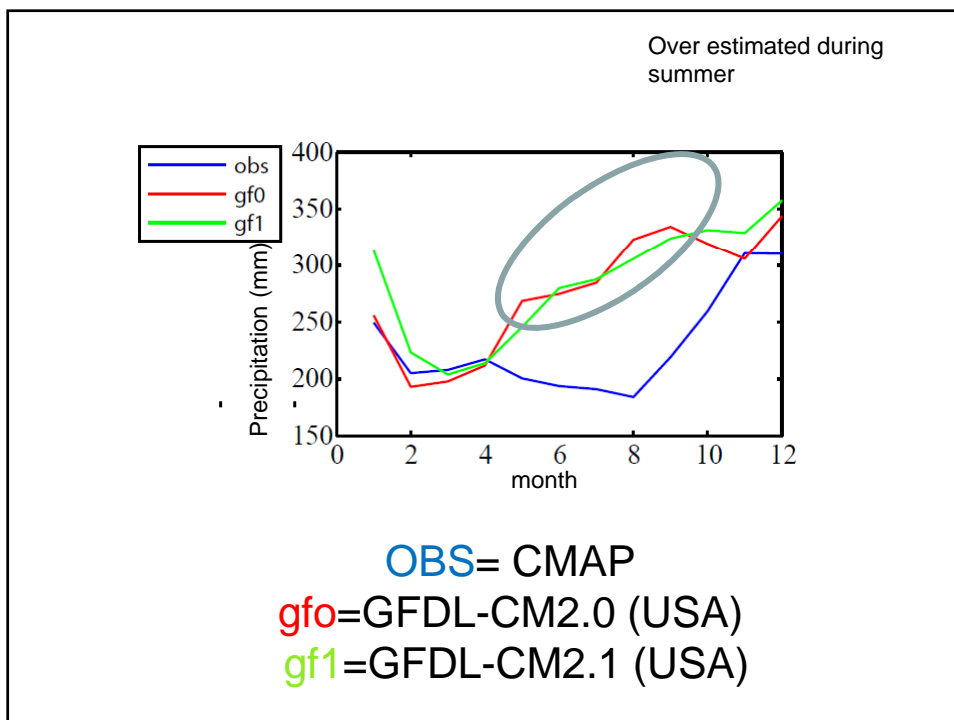 Over estimated during
summer
obs
gf0
gf1
Precipitation (mm)
400
350
300
250
200
150
0 2 4 6 8 10 12
month
OBS= CMAP
gfo=GFDL-CM2.0 (USA)
gf1=GFDL-CM2.1 (USA)